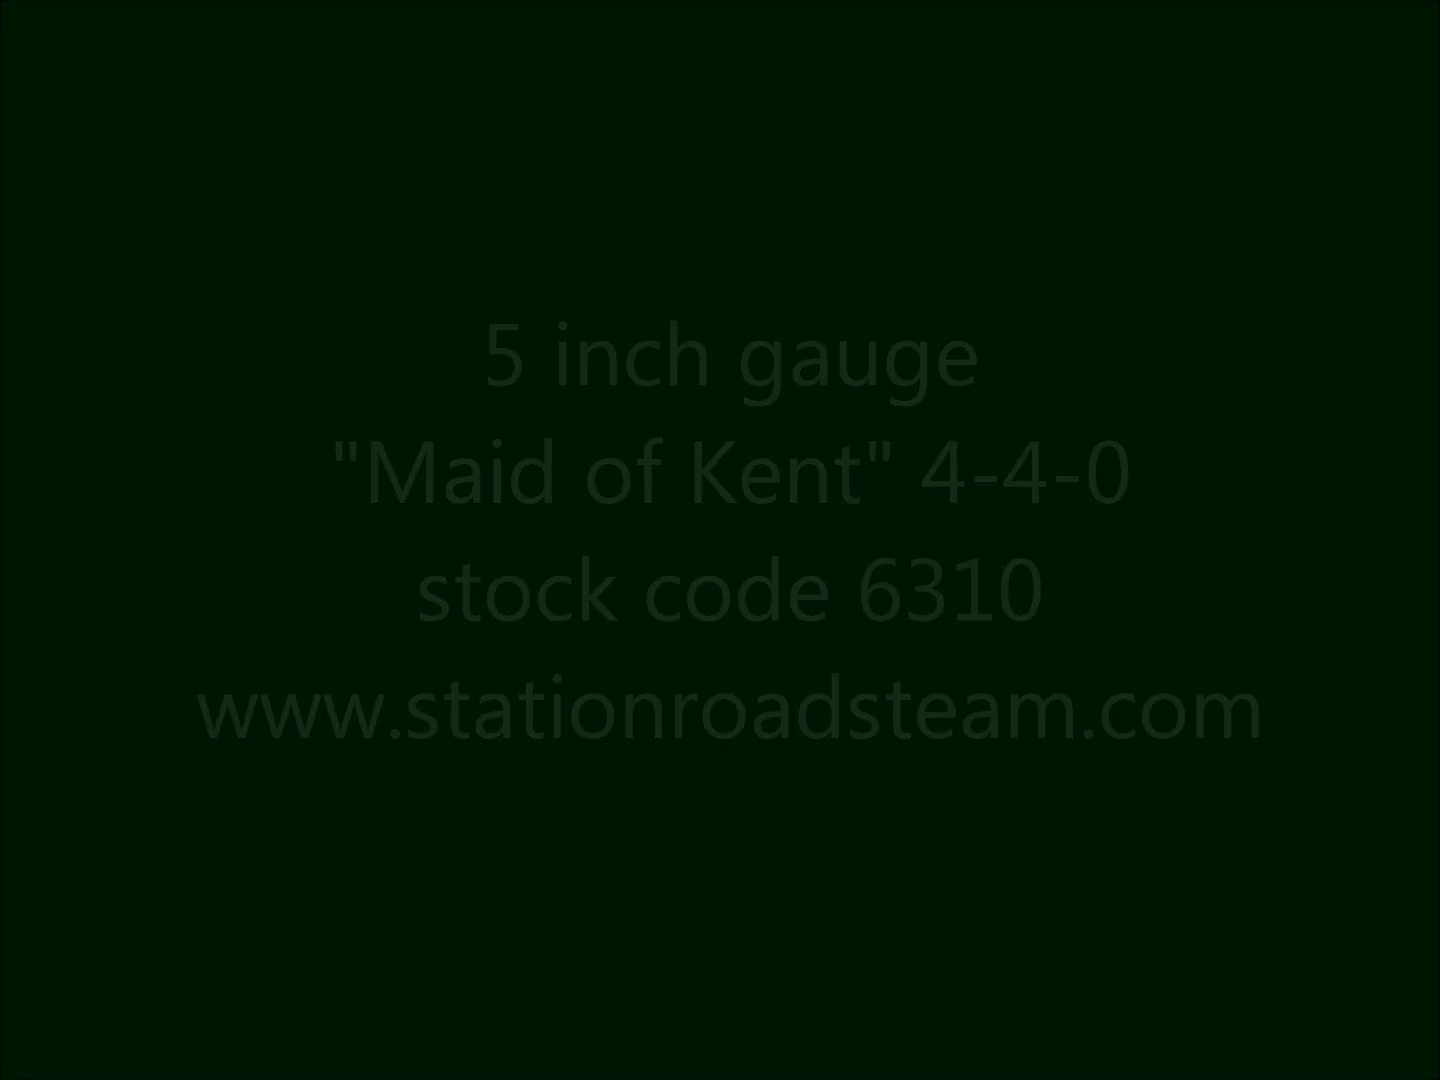 5 inch gauge
"Maid of Kent" 4-4-0
stock code 6310
www.stationroadsteam.com